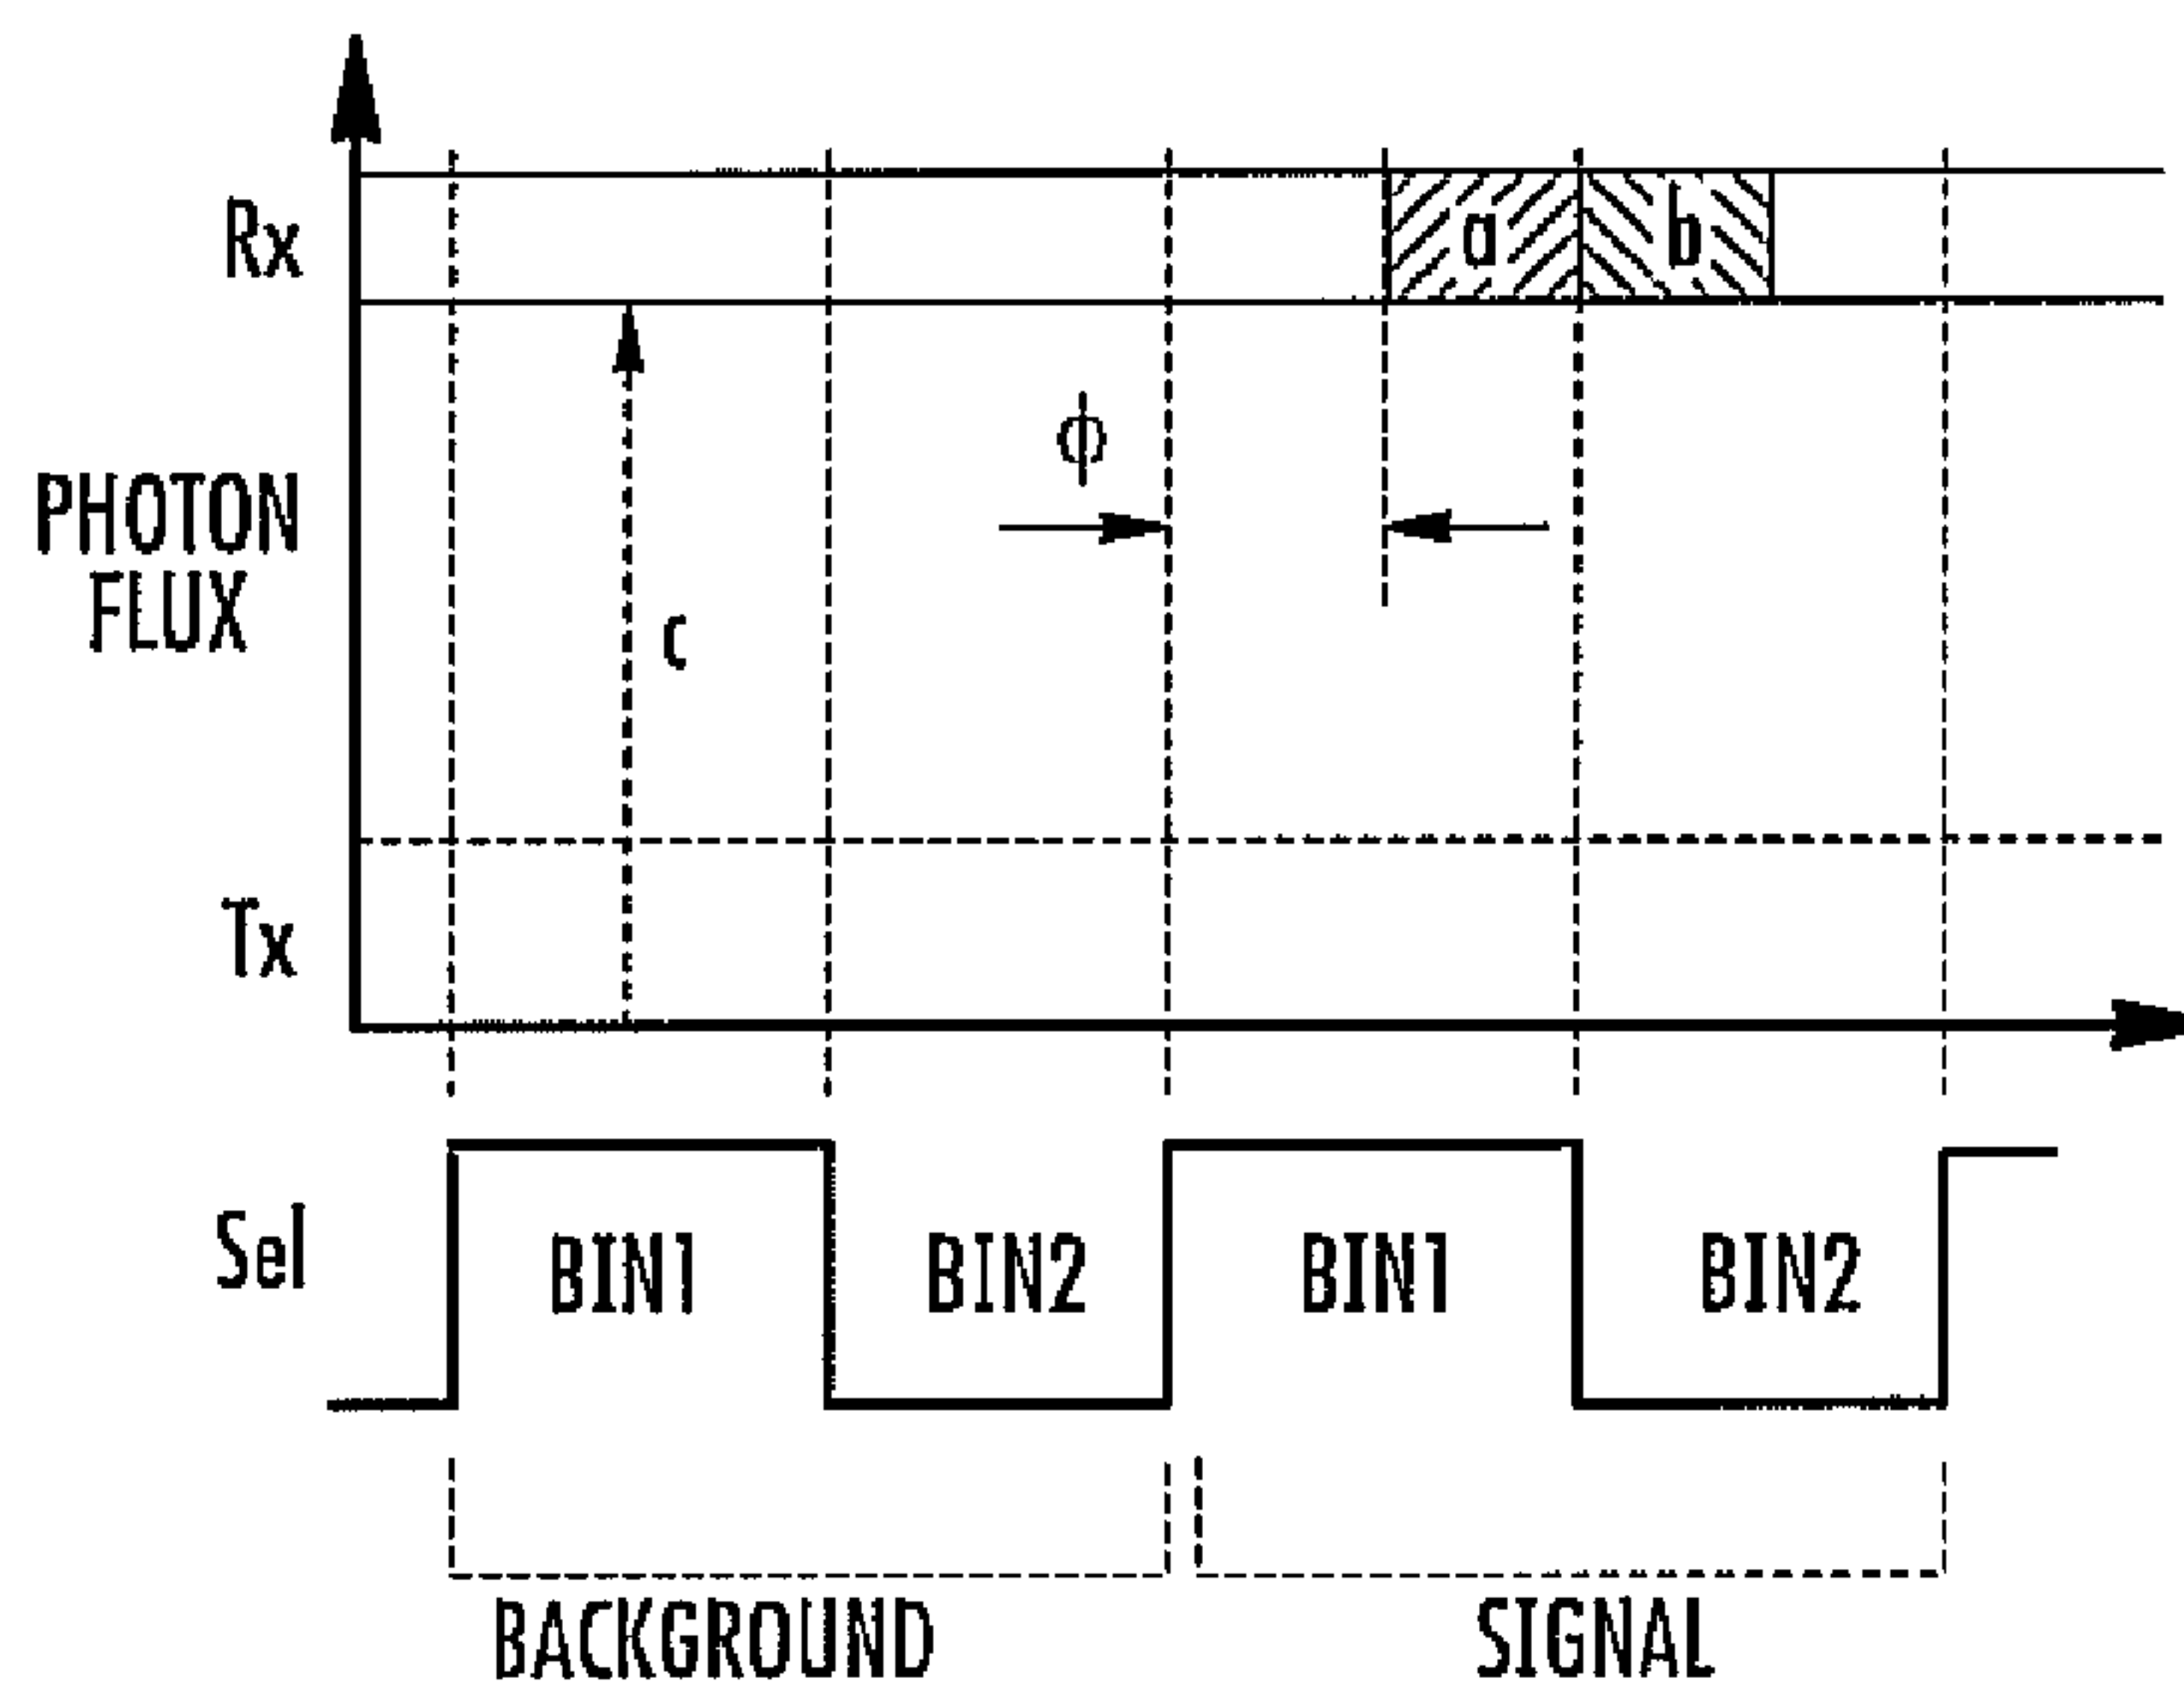 Rx
a
b
ϕ
PHOTON
FLUX
c
Tx
Sel
BIN1
BIN2
BIN1
BIN2
BACKGROUND
SIGNAL